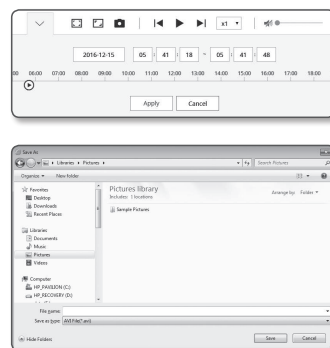 x1
2016-12-15 05 : 41 : 18 ~ 05 : 41 : 48
00 06:00 07:00 08:00 09:00 10:00 11:00 12:00 13:00 14:00 15:00 16:00 17:00 18:00
Apply Cancel
Save As
Libraries Pictures Search Pictures
Organize New folder
Favorites
Desktop
Downloads
Recent Places
Libraries
Documents
Music
Pictures
Videos
Computer
HP_PAVILION (C:)
HP_RECOVERY (D:)
Pictures library
Includes: 1 locations
Arrange by: Folder
Sample Pictures
File name:
Save as type: AVI File(*.avi)
Hide Folders Save Cancel